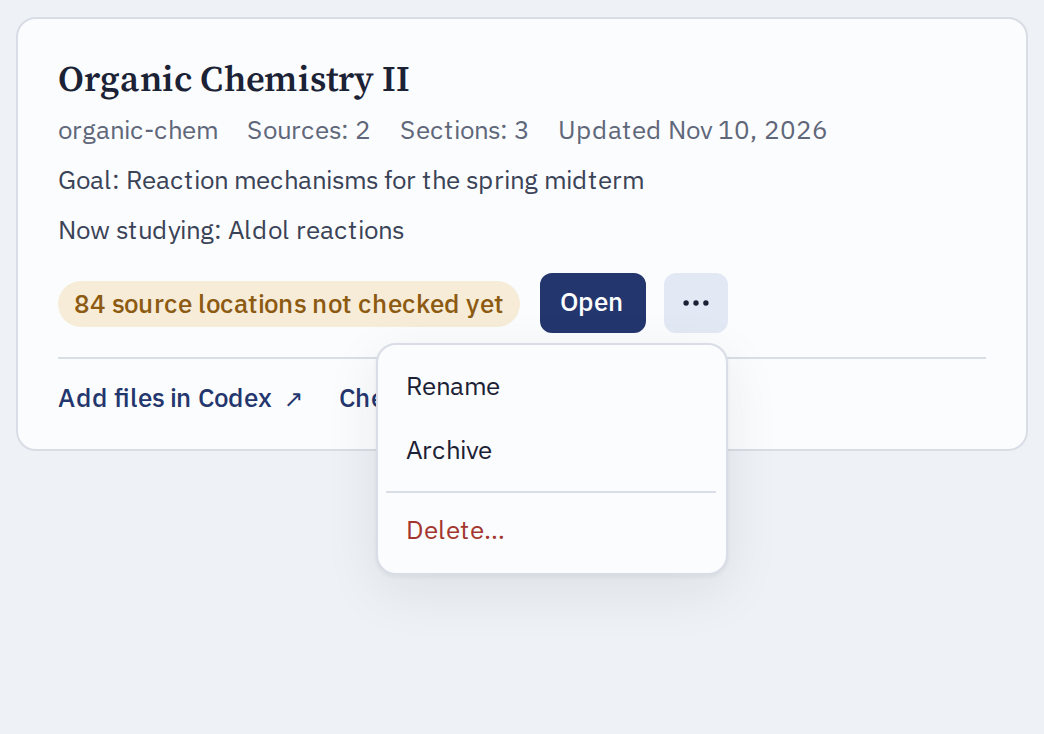 Organic Chemistry II
organic-chem Sources: 2 Sections: 3 Updated Nov 10, 2026
Goal: Reaction mechanisms for the spring midterm
Now studying: Aldol reactions
84 source locations not checked yet Open ...
Add files in Codex ↗
Rename
Archive
Delete...